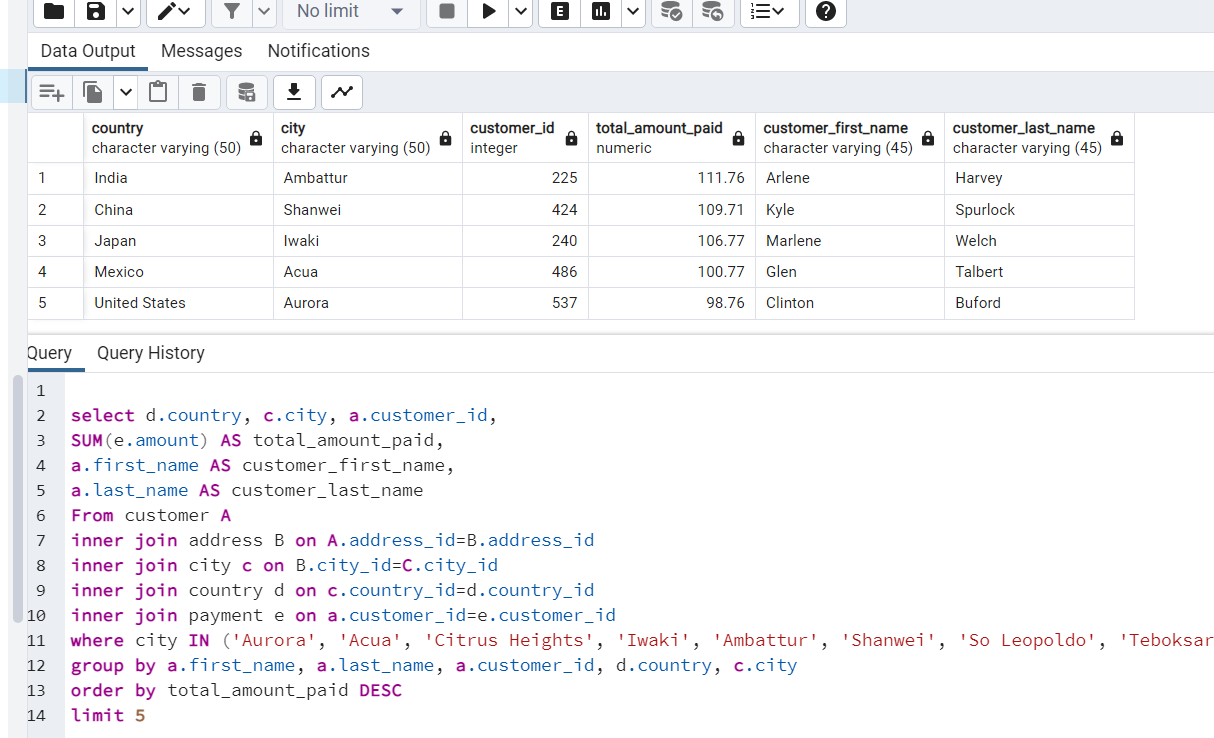 No limit
E
Data Output Messages Notifications
country city customer_id total_amount_paid customer_first_name customer_last_name
character varying (50) character varying (50) integer numeric character varying (45) character varying (45)
1 India Ambattur 225 111.76 Arlene Harvey
2 China Shanwei 424 109.71 Kyle Spurlock
3 Japan Iwaki 240 106.77 Marlene Welch
4 Mexico Acua 486 100.77 Glen Talbert
5 United States Aurora 537 98.76 Clinton Buford
Query Query History
1
2 select d.country, c.city, a.customer_id,
3 SUM(e.amount) AS total_amount_paid,
4 a.first_name AS customer_first_name,
5 a.last_name AS customer_last_name
6 From customer A
7 inner join address B on A.address_id=B.address_id
8 inner join city c on B.city_id=C.city_id
9 inner join country d on c.country_id=d.country_id
10 inner join payment e on a.customer_id=e.customer_id
11 where city IN ('Aurora', 'Acua', 'Citrus Heights', 'Iwaki', 'Ambattur', 'Shanwei', 'So Leopoldo', 'Teboksar
12 group by a.first_name, a.last_name, a.customer_id, d.country, c.city
13 order by total_amount_paid DESC
14 limit 5